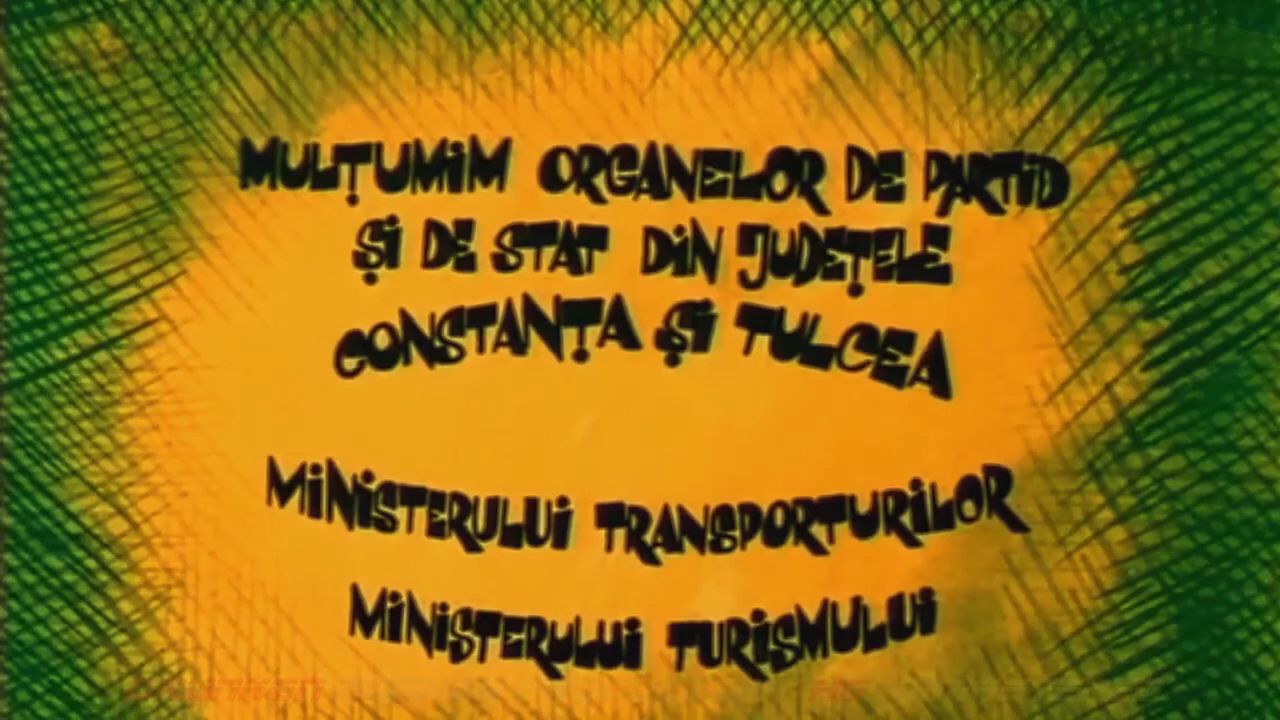 MULȚUMiM ORGANELOR DE PARTiD
Și DE STAT DiN JUDEȚELE
CONSTANȚA Și TULCEA
MiNiSTERULUi TRANSPORTURiLOR
MiNiSTERULUi TURiSMULUi